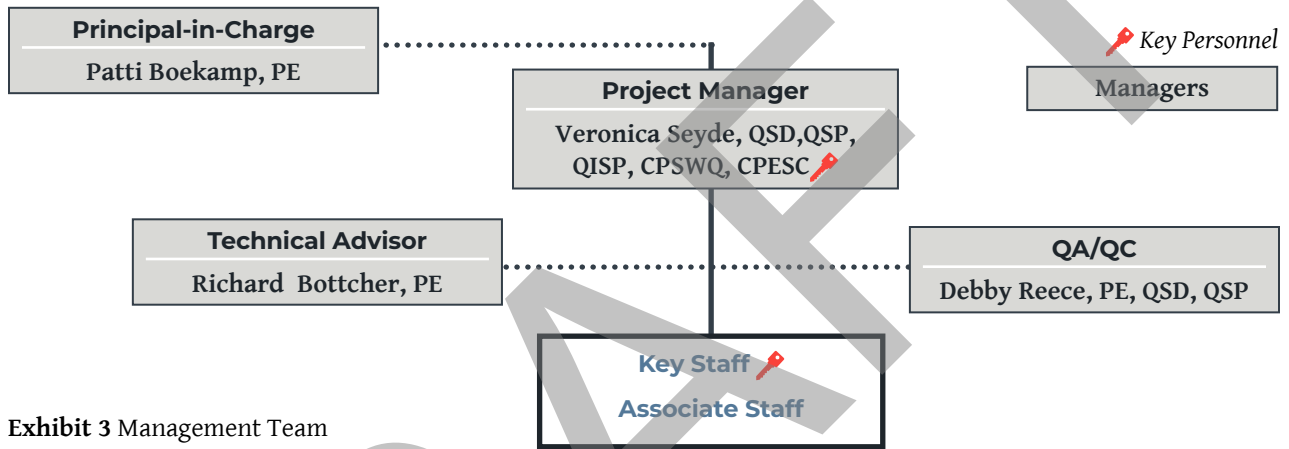 Principal-in-Charge
Patti Boekamp, PE
Key Personnel
Managers
Project Manager
Veronica Seyde, QSD,QSP,
QISP, CPSWQ, CPESC
Technical Advisor
Richard Bottcher, PE
QA/QC
Debby Reece, PE, QSD, QSP
Key Staff
Associate Staff
Exhibit 3 Management Team